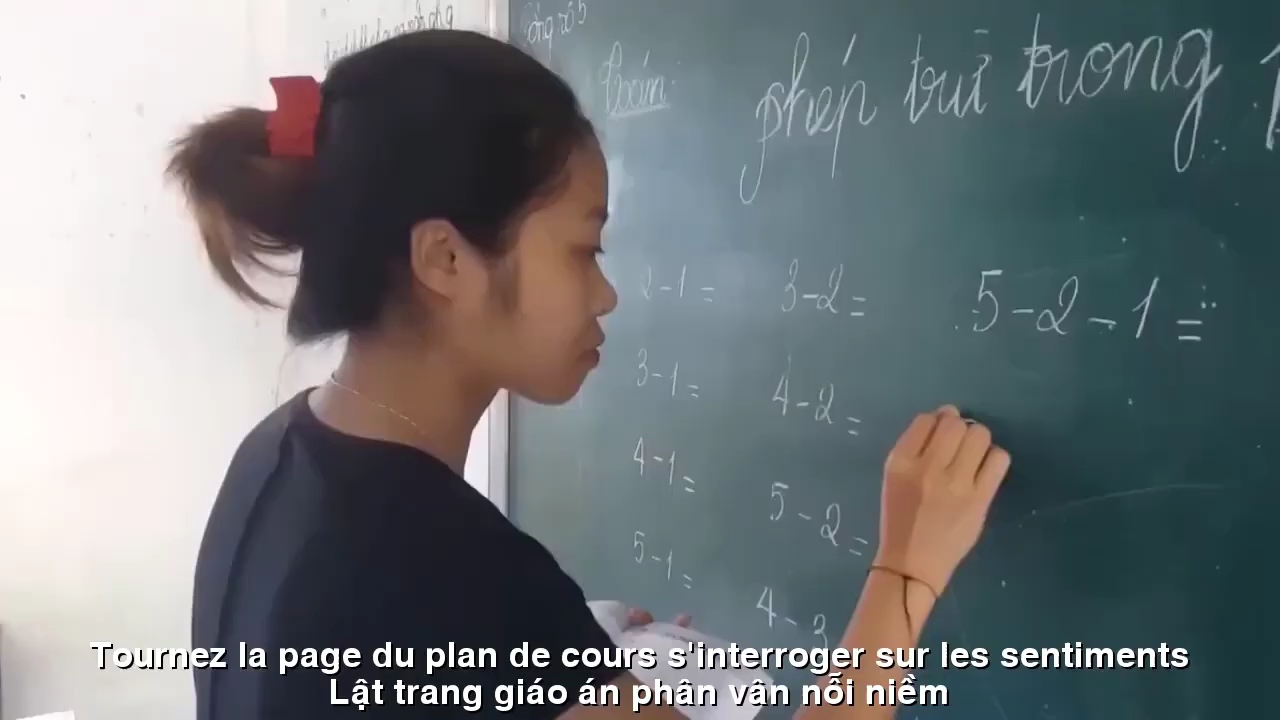 Toán:
phép trừ trong
2-1=
3-2=
5-2-1=
3-1=
4-2=
4-1=
5-2=
5-1=
4-3
Tournez la page du plan de cours s'interroger sur les sentiments
Lật trang giáo án phân vân nỗi niềm